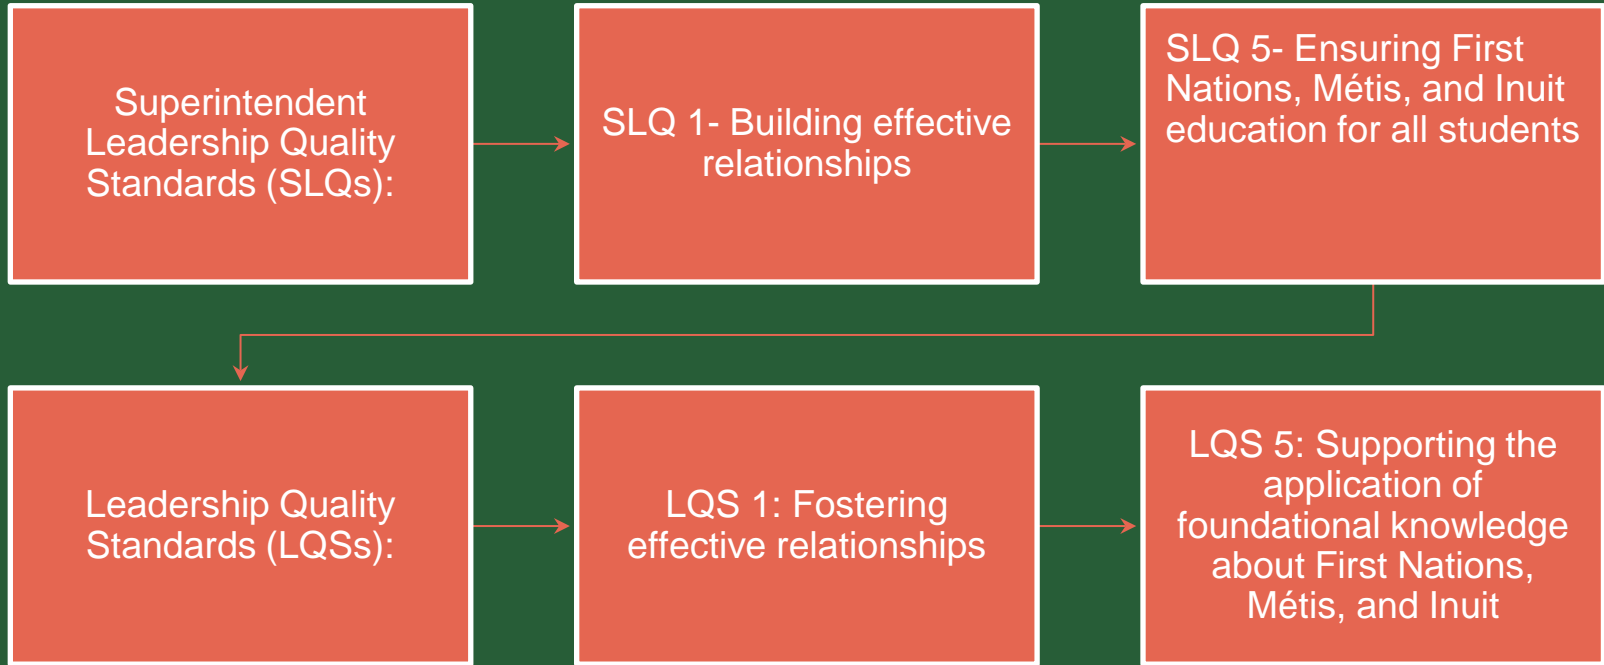 Superintendent
Leadership Quality
Standards (SLQs):
SLQ 1- Building effective
relationships
SLQ 5- Ensuring First
Nations, Métis, and Inuit
education for all students
Leadership Quality
Standards (LQSs):
LQS 1: Fostering
effective relationships
LQS 5: Supporting the
application of
foundational knowledge
about First Nations,
Métis, and Inuit